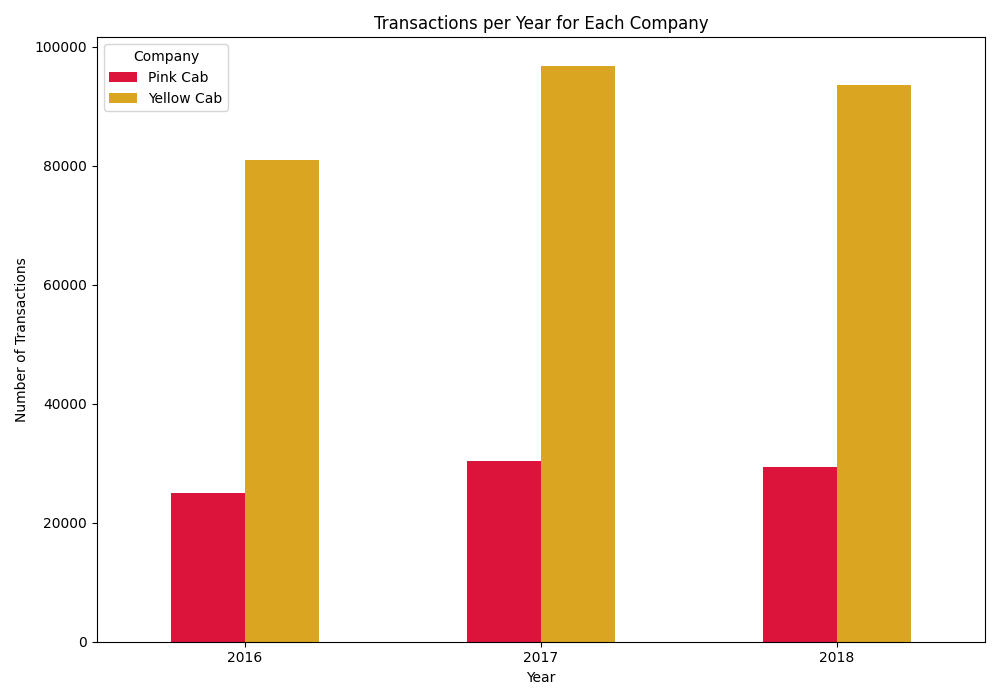 Transactions per Year for Each Company
Company
Pink Cab
Yellow Cab
Number of Transactions
100000
80000
60000
40000
20000
0
2016
2017
2018
Year